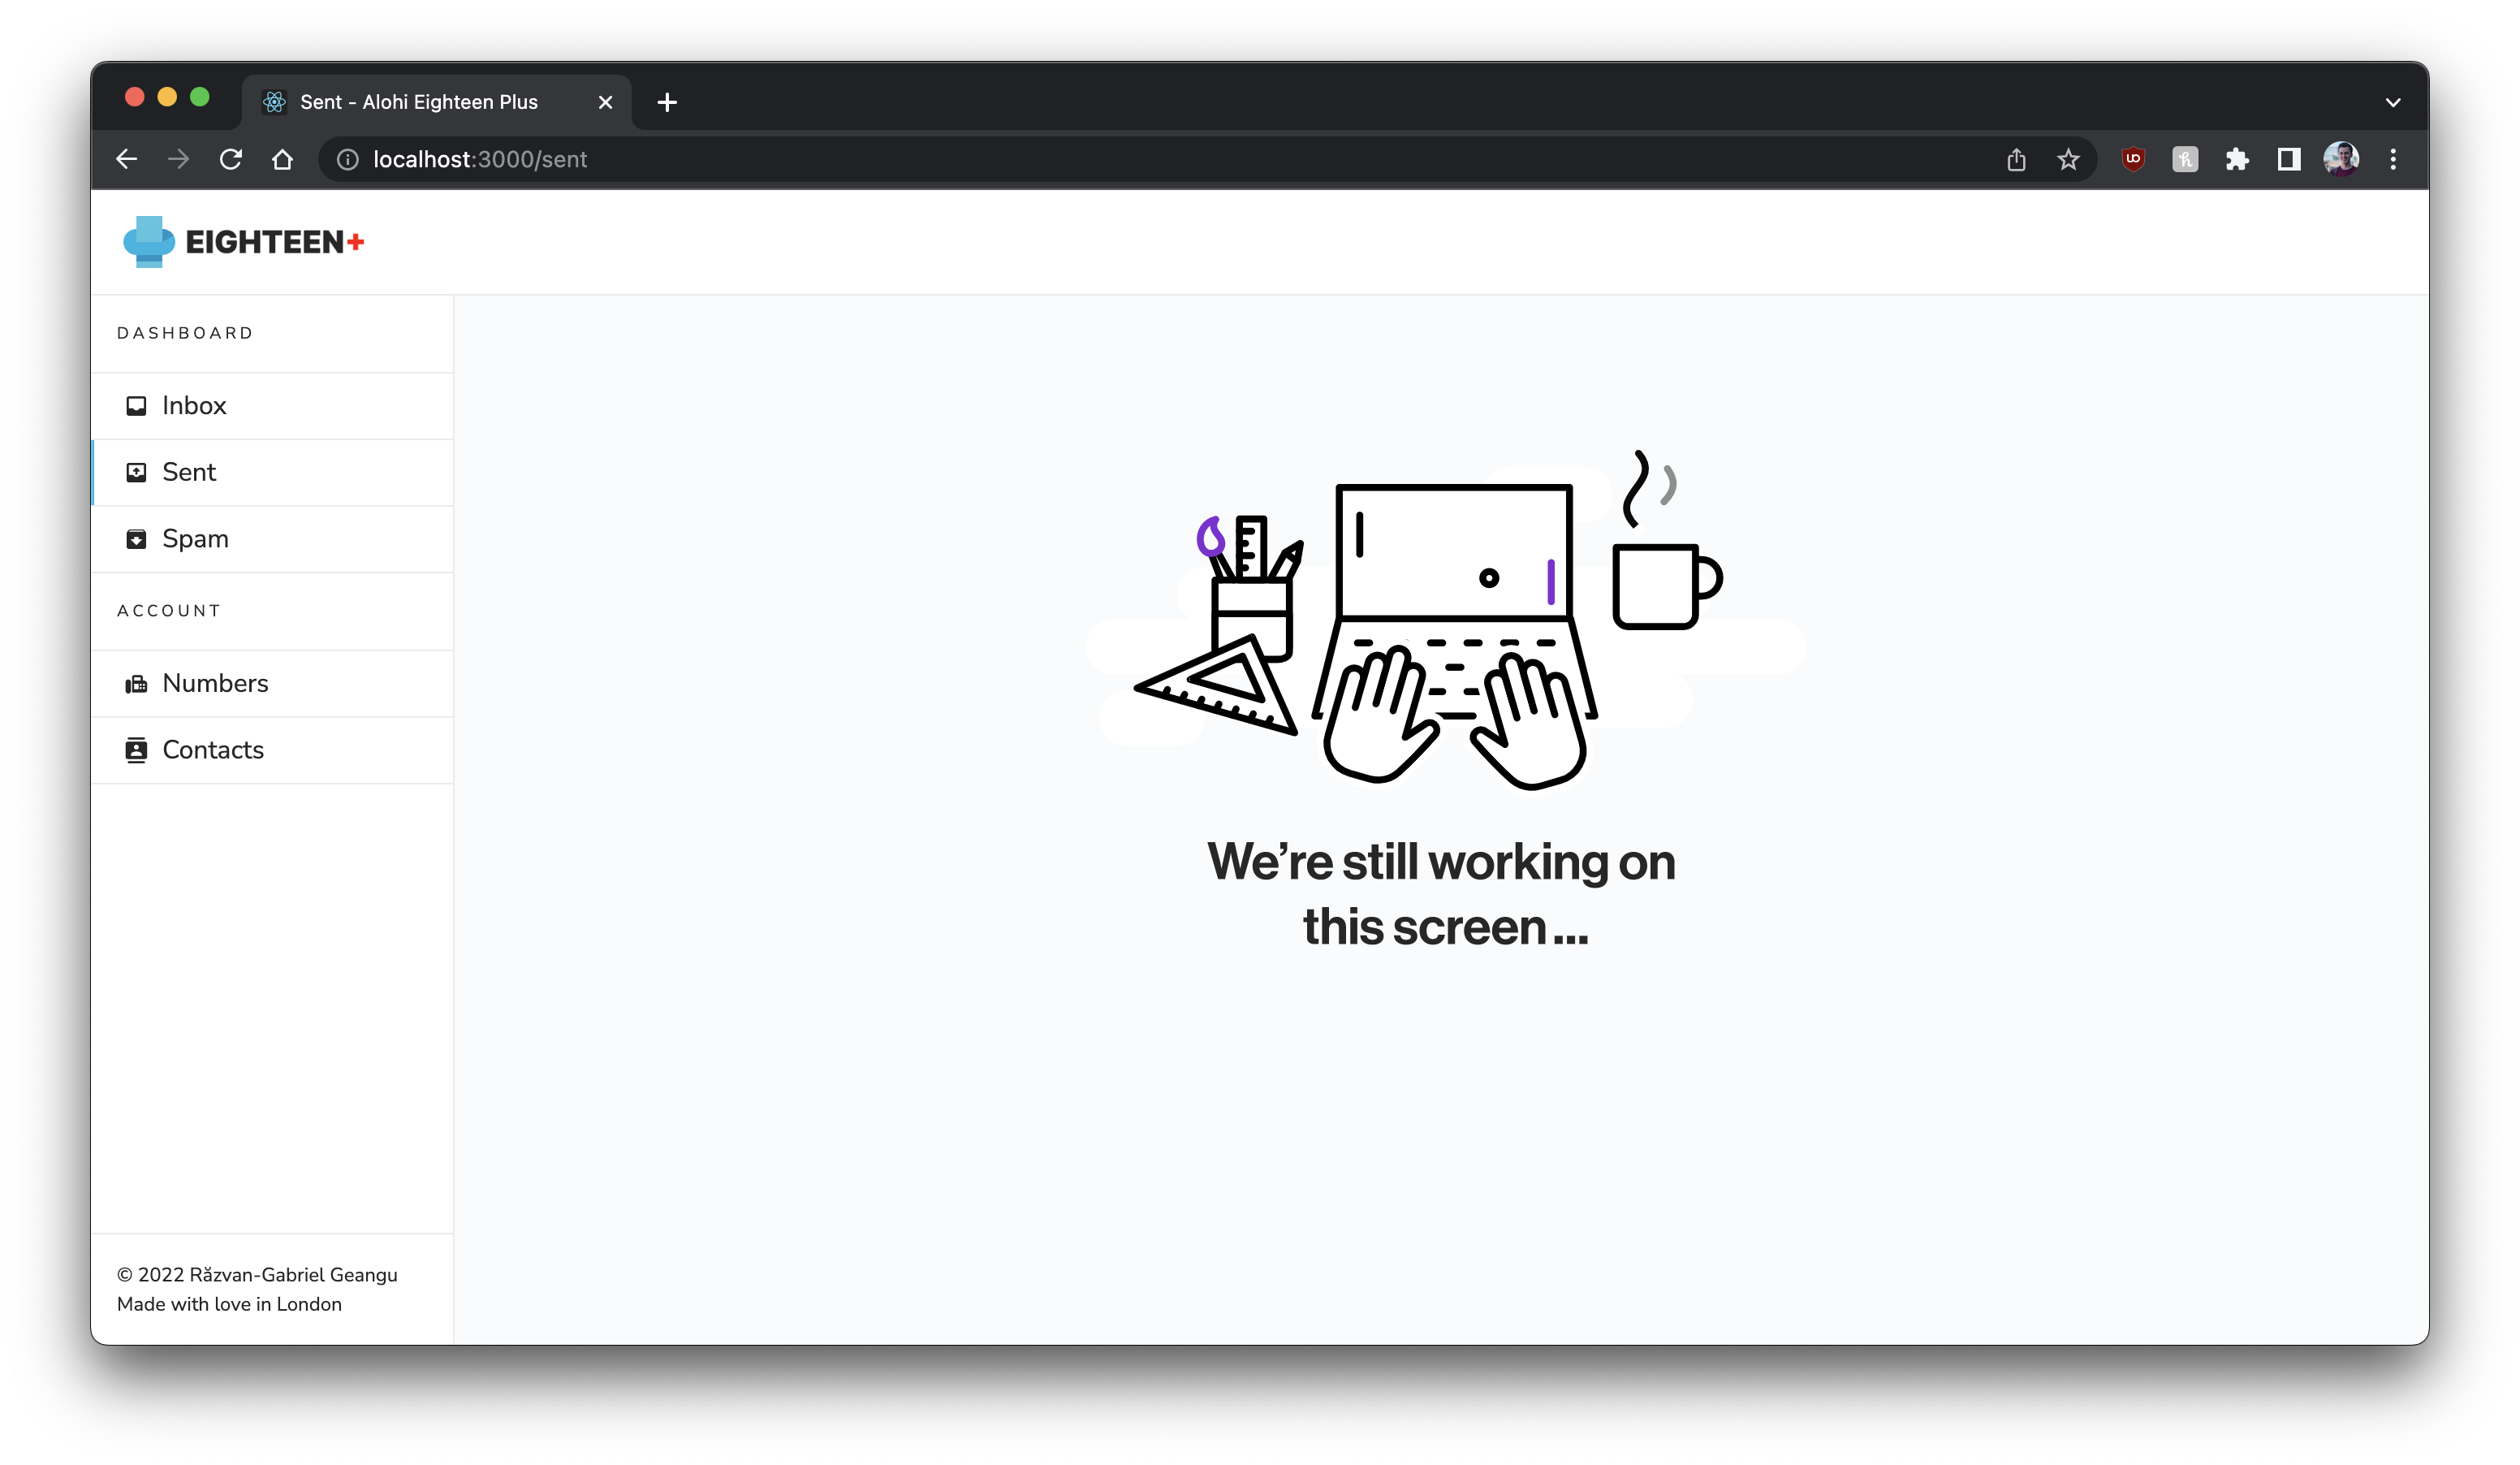 Sent - Alohi Eighteen Plus
localhost:3000/sent
EIGHTEEN+
DASHBOARD
Inbox
Sent
Spam
ACCOUNT
Numbers
Contacts
We’re still working on
this screen...
© 2022 Răzvan-Gabriel Geangu
Made with love in London